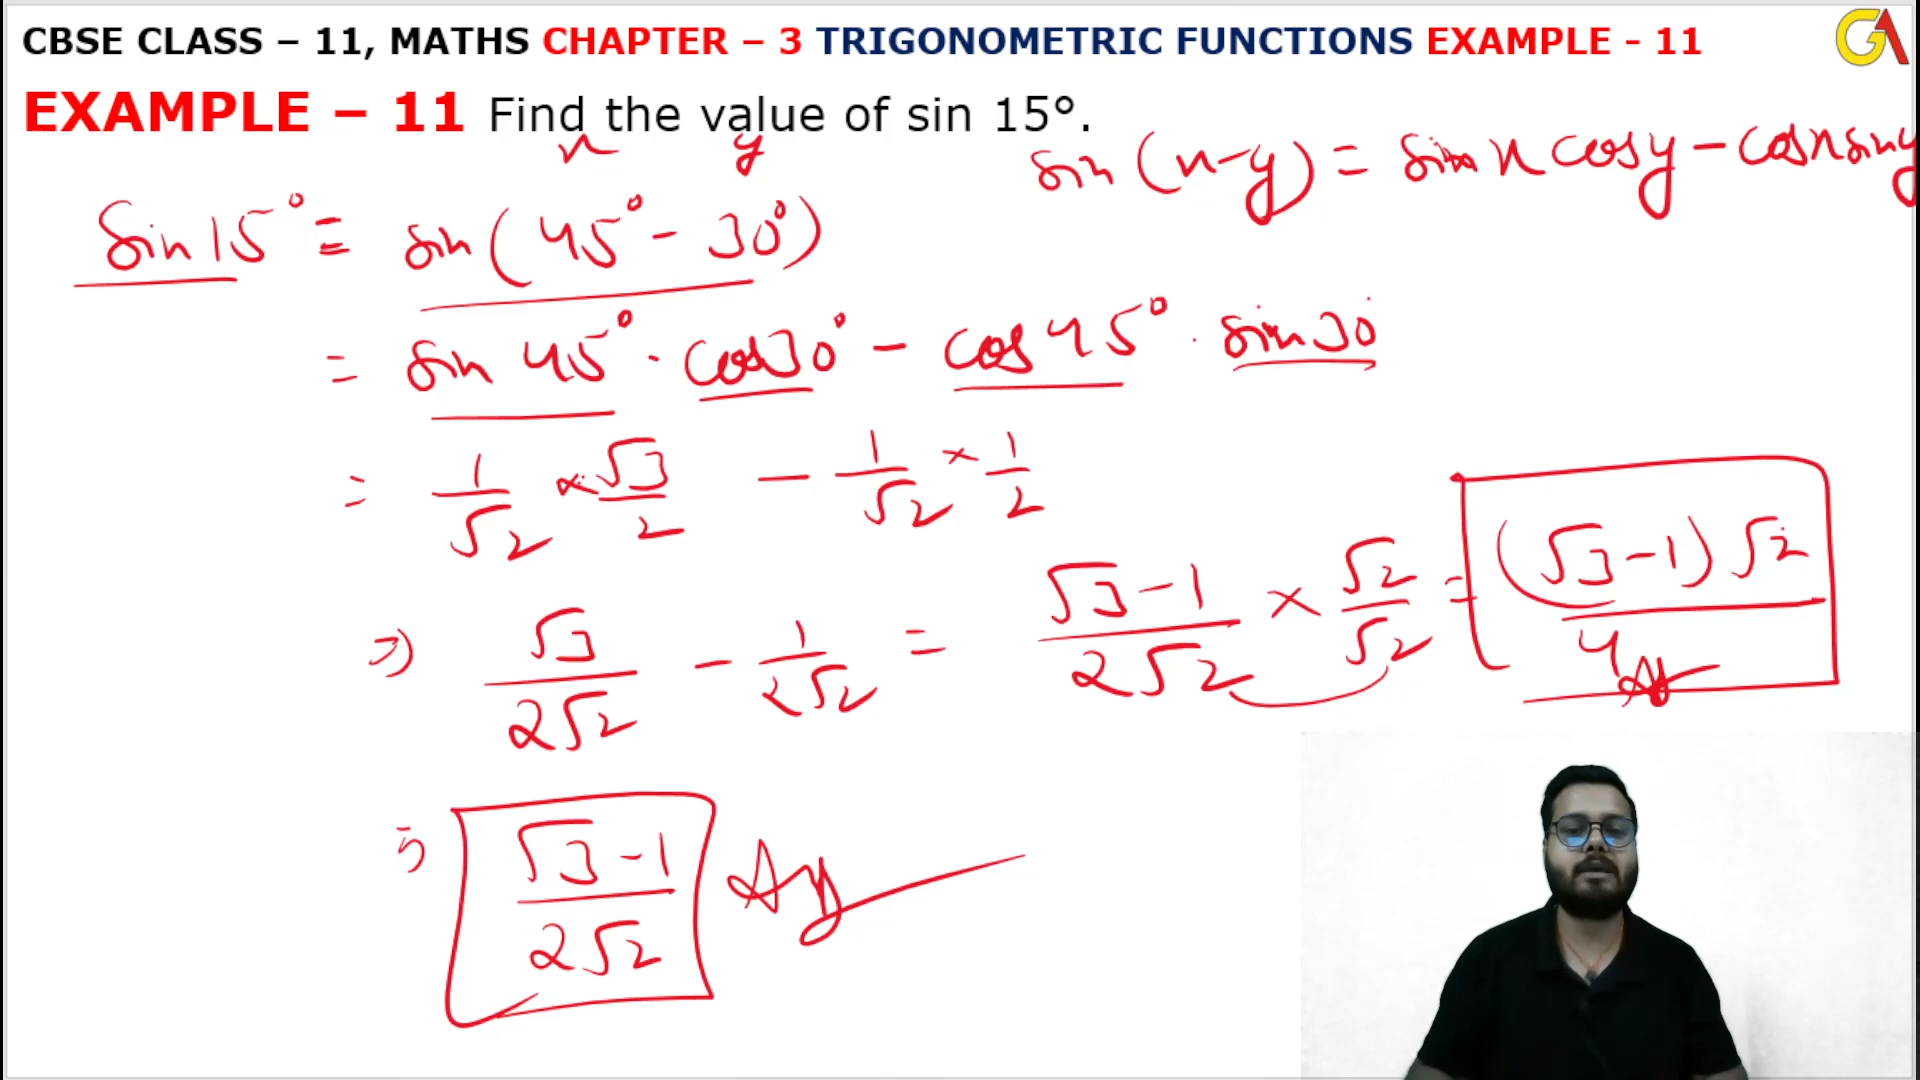 CBSE CLASS – 11, MATHS CHAPTER – 3 TRIGONOMETRIC FUNCTIONS EXAMPLE - 11
GA
EXAMPLE – 11 Find the value of sin 15°.
x y
sin (x-y) = sin x cos y - cos x sin y
sin 15° = sin (45° - 30°)
= sin 45° · cos 30° - cos 45° · sin 30
= 1/√2 × √3/2 - 1/√2 × 1/2
⇒ √3/2√2 - 1/2√2 = √3-1/2√2 × √2/√2 = (√3-1)√2/4
⇒ √3-1/2√2